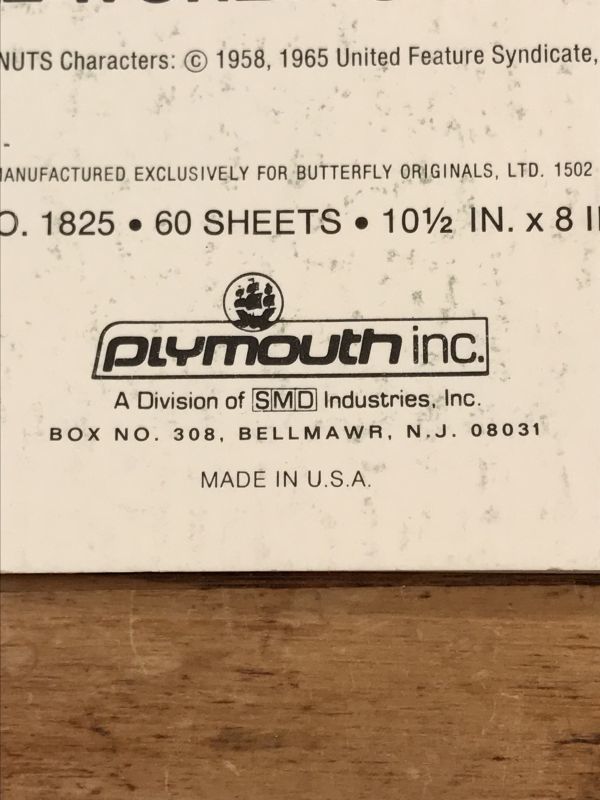 NUTS Characters: © 1958, 1965 United Feature Syndicate,
MANUFACTURED EXCLUSIVELY FOR BUTTERFLY ORIGINALS, LTD. 1502
O. 1825 • 60 SHEETS • 10½ IN. x 8 I
PLYMOUTH inc.
A Division of SMD Industries, Inc.
BOX NO. 308, BELLMAWR, N.J. 08031
MADE IN U.S.A.